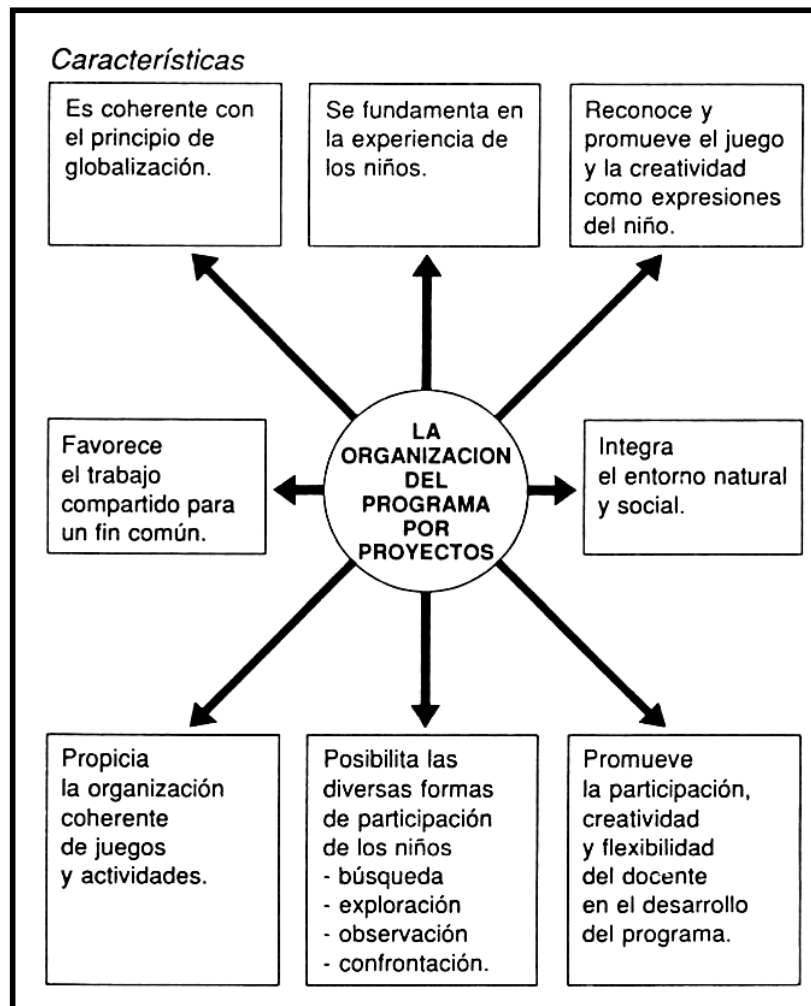 Características
Es coherente con
el principio de
globalización.
Se fundamenta en
la experiencia de
los niños.
Reconoce y
promueve el juego
y la creatividad
como expresiones
del niño.
Favorece
el trabajo
compartido para
un fin común.
LA
ORGANIZACION
DEL
PROGRAMA
POR
PROYECTOS
Integra
el entorno natural
y social.
Propicia
la organización
coherente
de juegos
y actividades.
Posibilita las
diversas formas
de participación
de los niños
- búsqueda
- exploración
- observación
- confrontación.
Promueve
la participación,
creatividad
y flexibilidad
del docente
en el desarrollo
del programa.